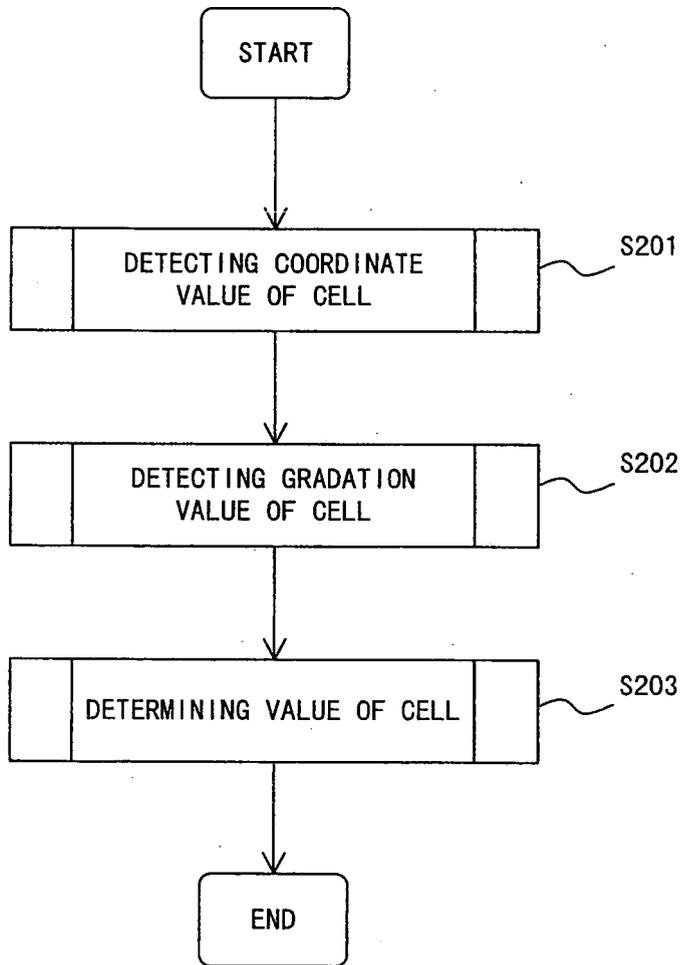 START
DETECTING COORDINATE
VALUE OF CELL
S201
DETECTING GRADATION
VALUE OF CELL
S202
DETERMINING VALUE OF CELL
S203
END